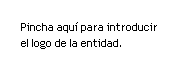 Pincha aquí para introducir
el logo de la entidad.